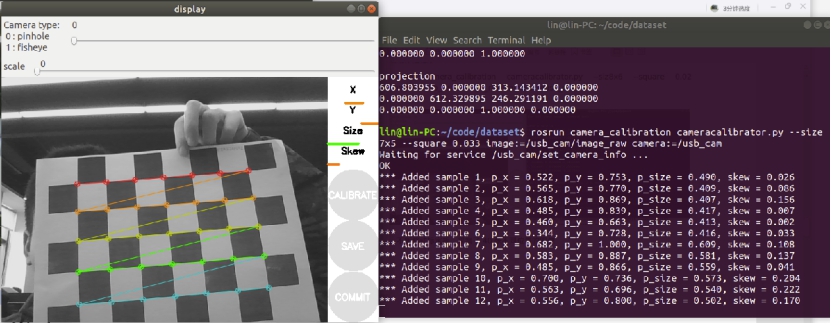 display
Camera type: 0
0 : pinhole
1 : fisheye
scale 0
X
Y
Size
Skew
CALIBRATE
SAVE
COMMIT
lin@lin-PC: ~/code/dataset
File Edit View Search Terminal Help
0.000000 0.000000 1.000000
projection
606.803955 0.000000 313.143412 0.000000
0.000000 612.329895 246.291191 0.000000
0.000000 0.000000 1.000000 0.000000
lin@lin-PC:~/code/dataset$ rosrun camera_calibration cameracalibrator.py --size
7x5 --square 0.033 image:=/usb_cam/image_raw camera:=/usb_cam
Waiting for service /usb_cam/set_camera_info ...
OK
*** Added sample 1, p_x = 0.522, p_y = 0.753, p_size = 0.490, skew = 0.026
*** Added sample 2, p_x = 0.565, p_y = 0.770, p_size = 0.409, skew = 0.086
*** Added sample 3, p_x = 0.618, p_y = 0.869, p_size = 0.407, skew = 0.156
*** Added sample 4, p_x = 0.485, p_y = 0.839, p_size = 0.417, skew = 0.007
*** Added sample 5, p_x = 0.460, p_y = 0.663, p_size = 0.413, skew = 0.002
*** Added sample 6, p_x = 0.344, p_y = 0.728, p_size = 0.416, skew = 0.033
*** Added sample 7, p_x = 0.682, p_y = 1.000, p_size = 0.609, skew = 0.108
*** Added sample 8, p_x = 0.583, p_y = 0.887, p_size = 0.581, skew = 0.137
*** Added sample 9, p_x = 0.485, p_y = 0.866, p_size = 0.559, skew = 0.041
*** Added sample 10, p_x = 0.700, p_y = 0.736, p_size = 0.573, skew = 0.204
*** Added sample 11, p_x = 0.563, p_y = 0.696, p_size = 0.540, skew = 0.222
*** Added sample 12, p_x = 0.556, p_y = 0.800, p_size = 0.502, skew = 0.170